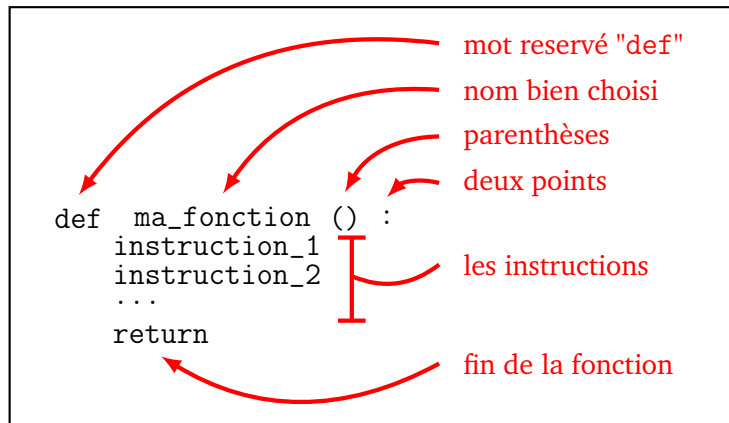 mot reservé "def"
nom bien choisi
parenthèses
deux points
def ma_fonction () :
instruction_1
instruction_2
les instructions
...
return
fin de la fonction